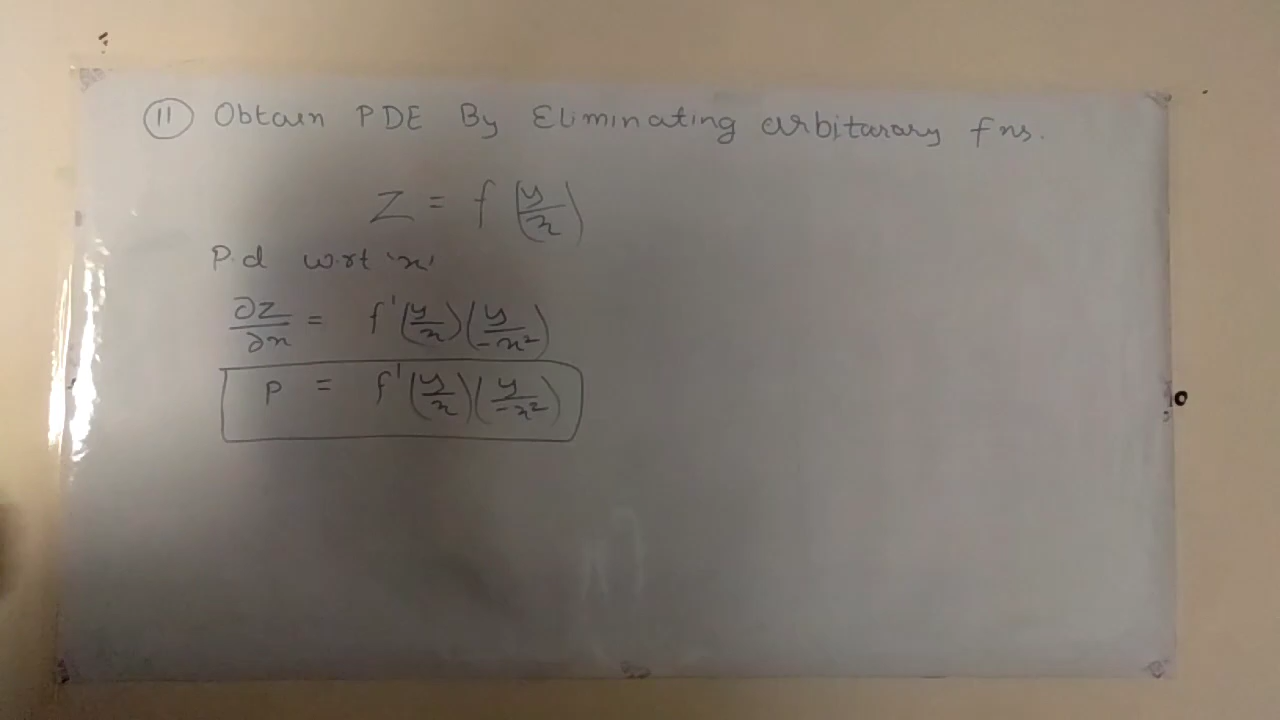 11 Obtain PDE By Eliminating arbitarary fns.
Z = f(y/x)
P.d w.r.t 'x'
∂z/∂x = f'(y/x)(y/-x²)
P = f'(y/x)(y/-x²)